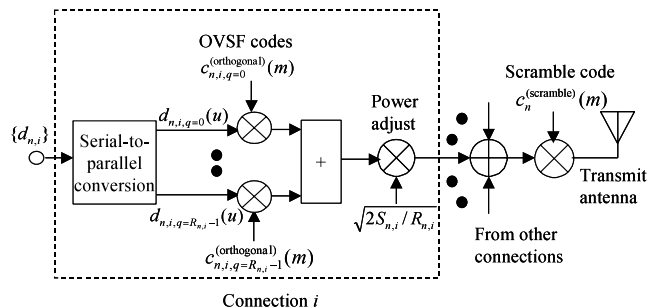 OVSF codes
c_{n,i,q=0}^{(orthogonal)}(m)
{d_{n,i}}
d_{n,i,q=0}(u)
Serial-to-
parallel
conversion
d_{n,i,q=R_{n,i}-1}(u)
c_{n,i,q=R_{n,i}-1}^{(orthogonal)}(m)
+
Power
adjust
\sqrt{2S_{n,i} / R_{n,i}}
Scramble code
c_n^{(scramble)}(m)
Transmit
antenna
From other
connections
Connection i